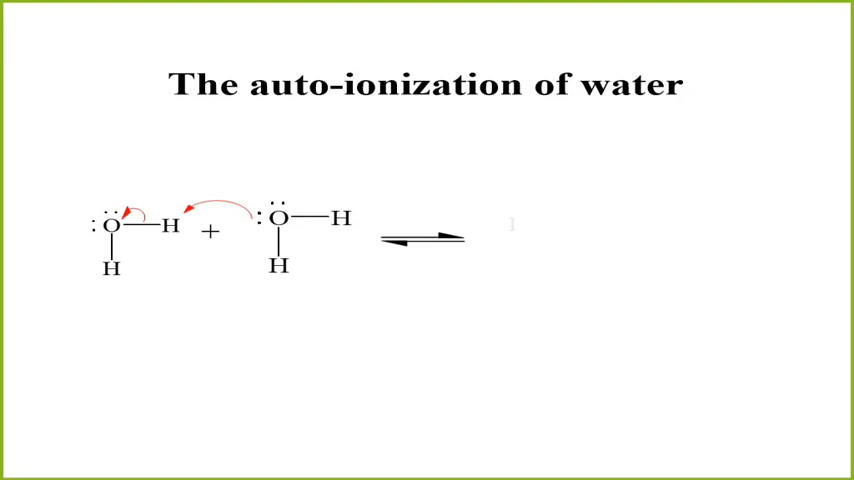 The auto-ionization of water
:O—H + :O—H ⇌
H H